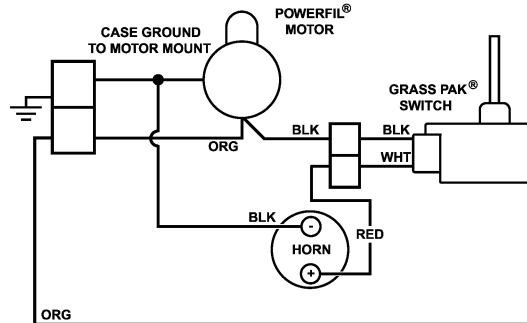 POWERFIL®
MOTOR
CASE GROUND
TO MOTOR MOUNT
GRASS PAK®
SWITCH
BLK
BLK
ORG
WHT
BLK
-
HORN
RED
+
ORG